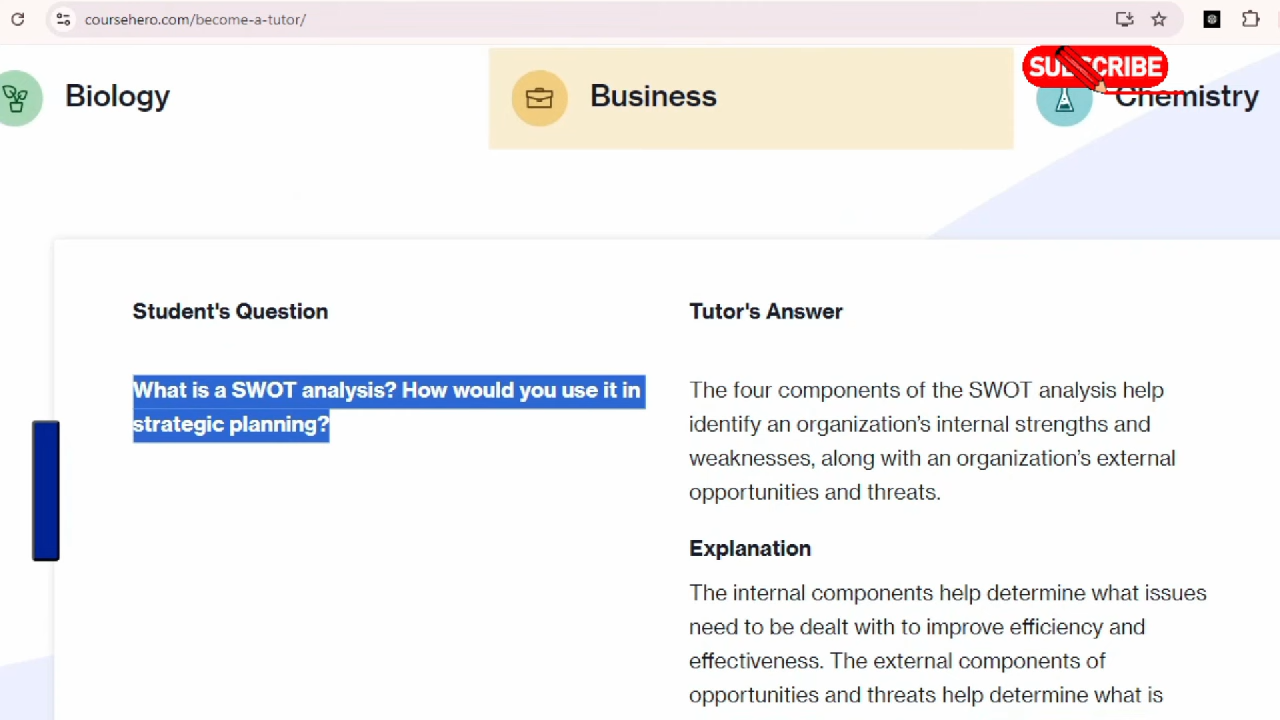 coursehero.com/become-a-tutor/
SUBSCRIBE
Biology
Business
Chemistry
Student's Question
Tutor's Answer
What is a SWOT analysis? How would you use it in
strategic planning?
The four components of the SWOT analysis help
identify an organization’s internal strengths and
weaknesses, along with an organization’s external
opportunities and threats.
Explanation
The internal components help determine what issues
need to be dealt with to improve efficiency and
effectiveness. The external components of
opportunities and threats help determine what is